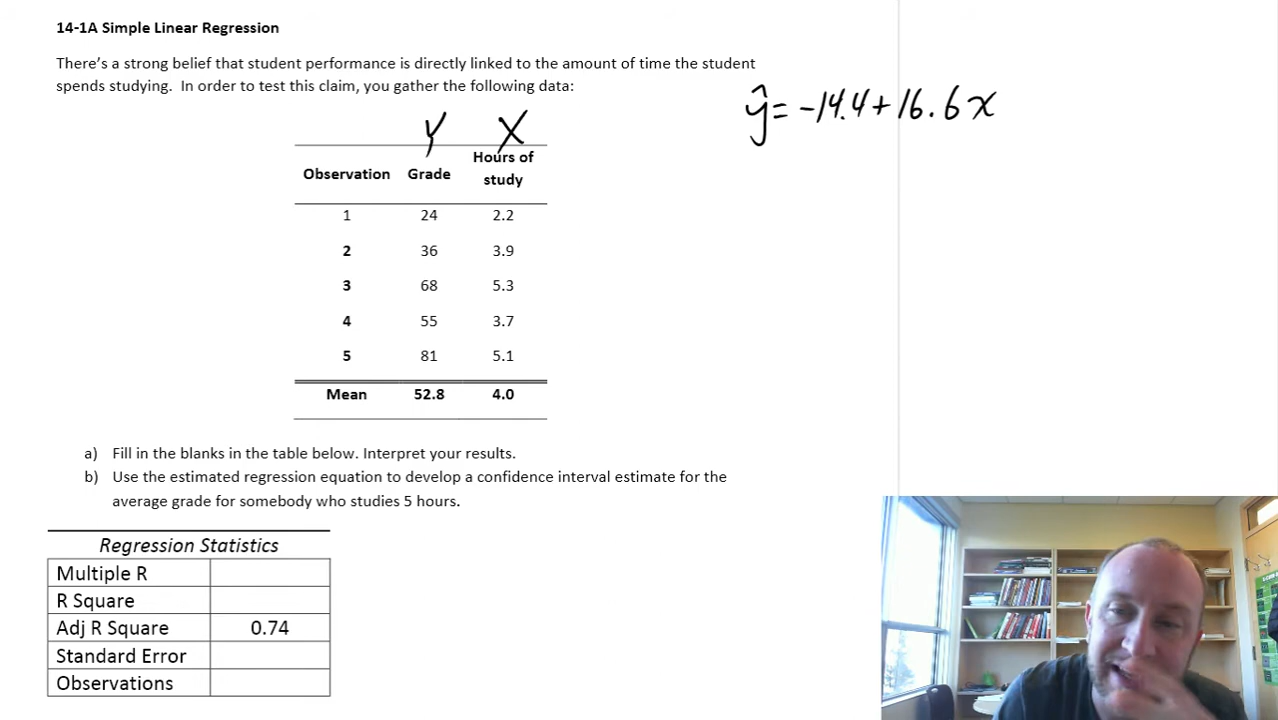 14-1A Simple Linear Regression
There's a strong belief that student performance is directly linked to the amount of time the student
spends studying. In order to test this claim, you gather the following data:
ŷ= -14.4+16.6x
Y X
Observation Grade Hours of study
1 24 2.2
2 36 3.9
3 68 5.3
4 55 3.7
5 81 5.1
Mean 52.8 4.0
a) Fill in the blanks in the table below. Interpret your results.
b) Use the estimated regression equation to develop a confidence interval estimate for the
average grade for somebody who studies 5 hours.
Regression Statistics
Multiple R
R Square
Adj R Square 0.74
Standard Error
Observations